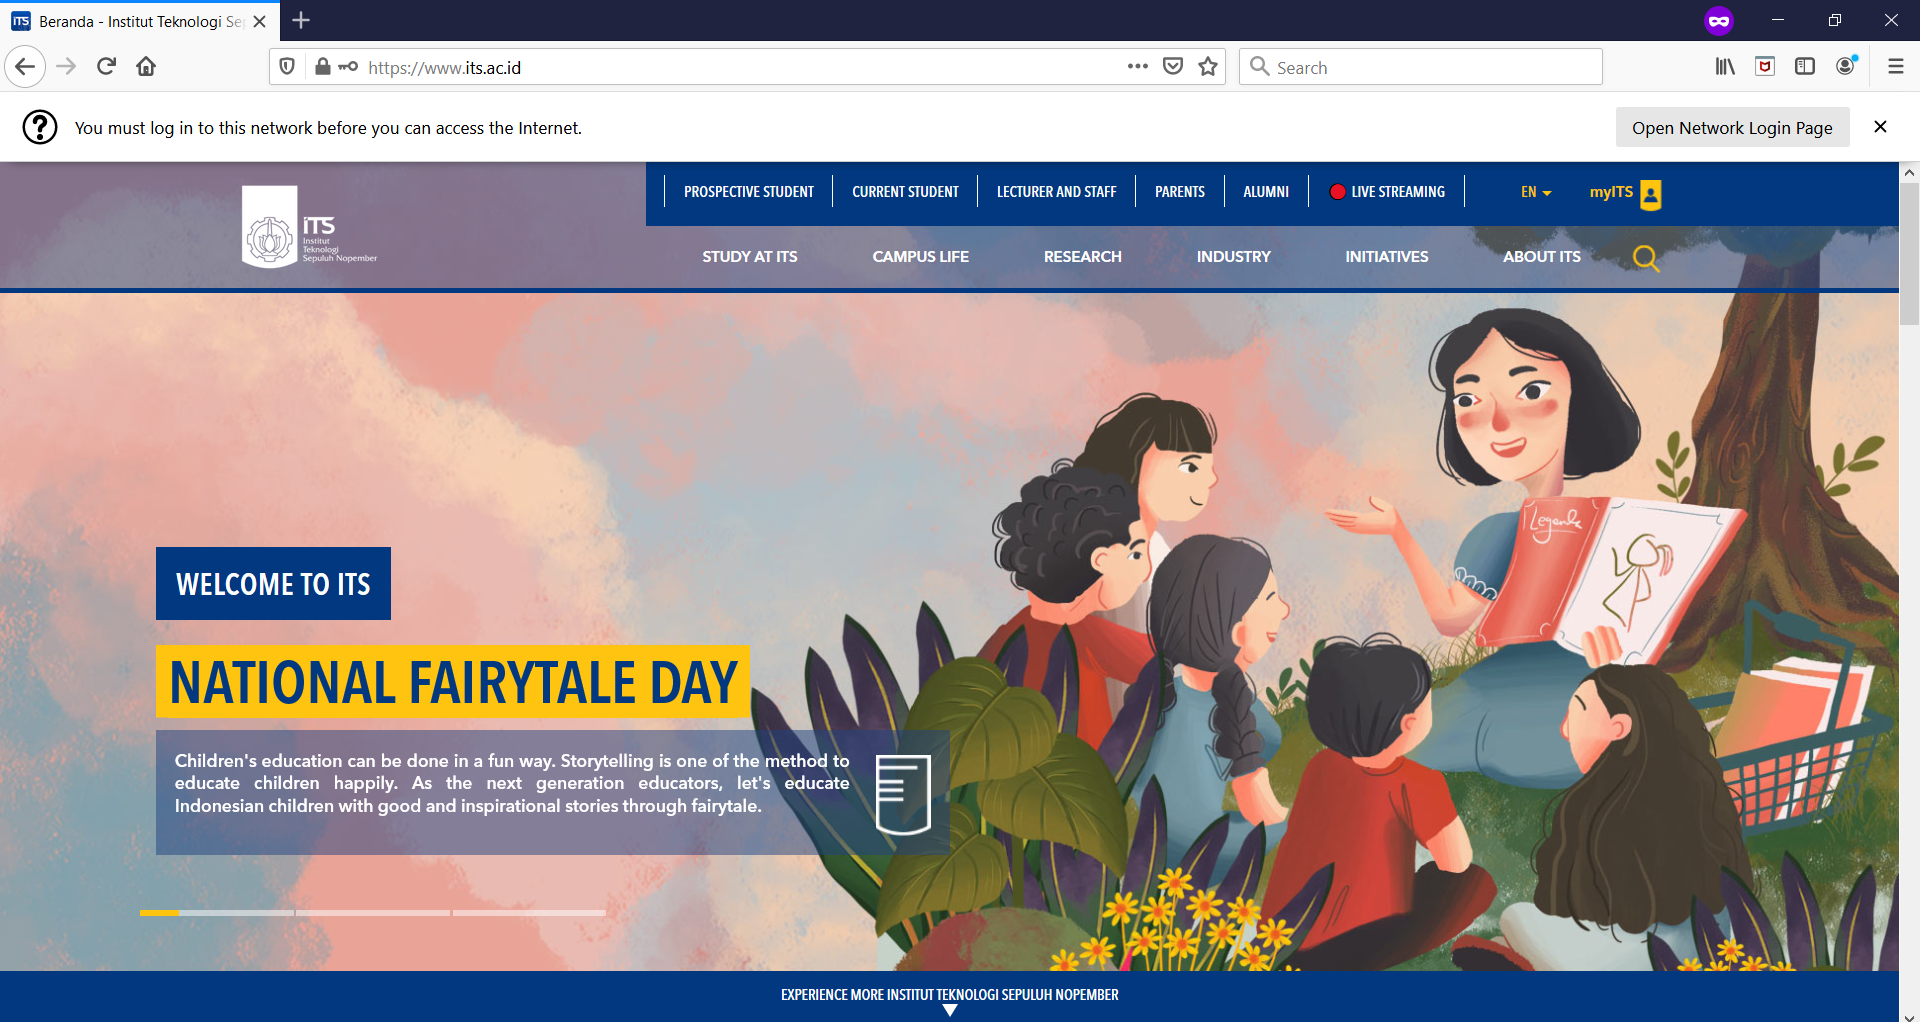 iTS
Beranda - Institut Teknologi Se
https://www.its.ac.id
Search
You must log in to this network before you can access the Internet.
Open Network Login Page
PROSPECTIVE STUDENT
CURRENT STUDENT
LECTURER AND STAFF
PARENTS
ALUMNI
LIVE STREAMING
EN
myITS
iTS
Institut
Teknologi
Sepuluh Nopember
STUDY AT ITS
CAMPUS LIFE
RESEARCH
INDUSTRY
INITIATIVES
ABOUT ITS
Legenda
WELCOME TO ITS
NATIONAL FAIRYTALE DAY
Children's education can be done in a fun way. Storytelling is one of the method to
educate children happily. As the next generation educators, let's educate
Indonesian children with good and inspirational stories through fairytale.
EXPERIENCE MORE INSTITUT TEKNOLOGI SEPULUH NOPEMBER